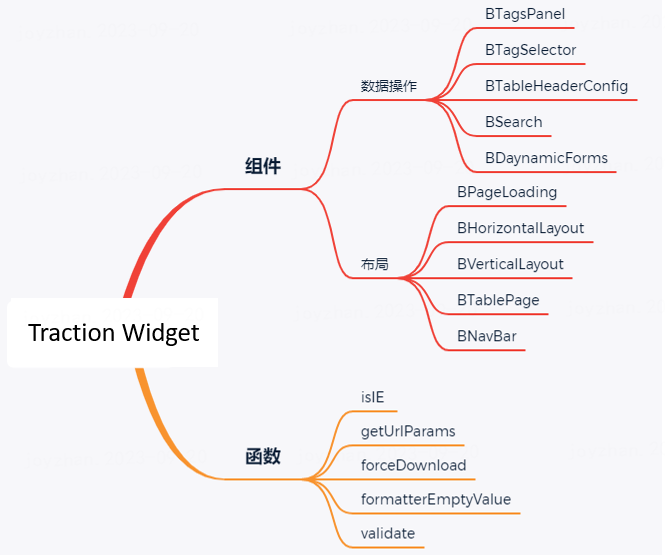 Traction Widget
组件
数据操作
BTagsPanel
BTagSelector
BTableHeaderConfig
BSearch
BDaynamicForms
布局
BPageLoading
BHorizontalLayout
BVerticalLayout
BTablePage
BNavBar
函数
isIE
getUrlParams
forceDownload
formatterEmptyValue
validate